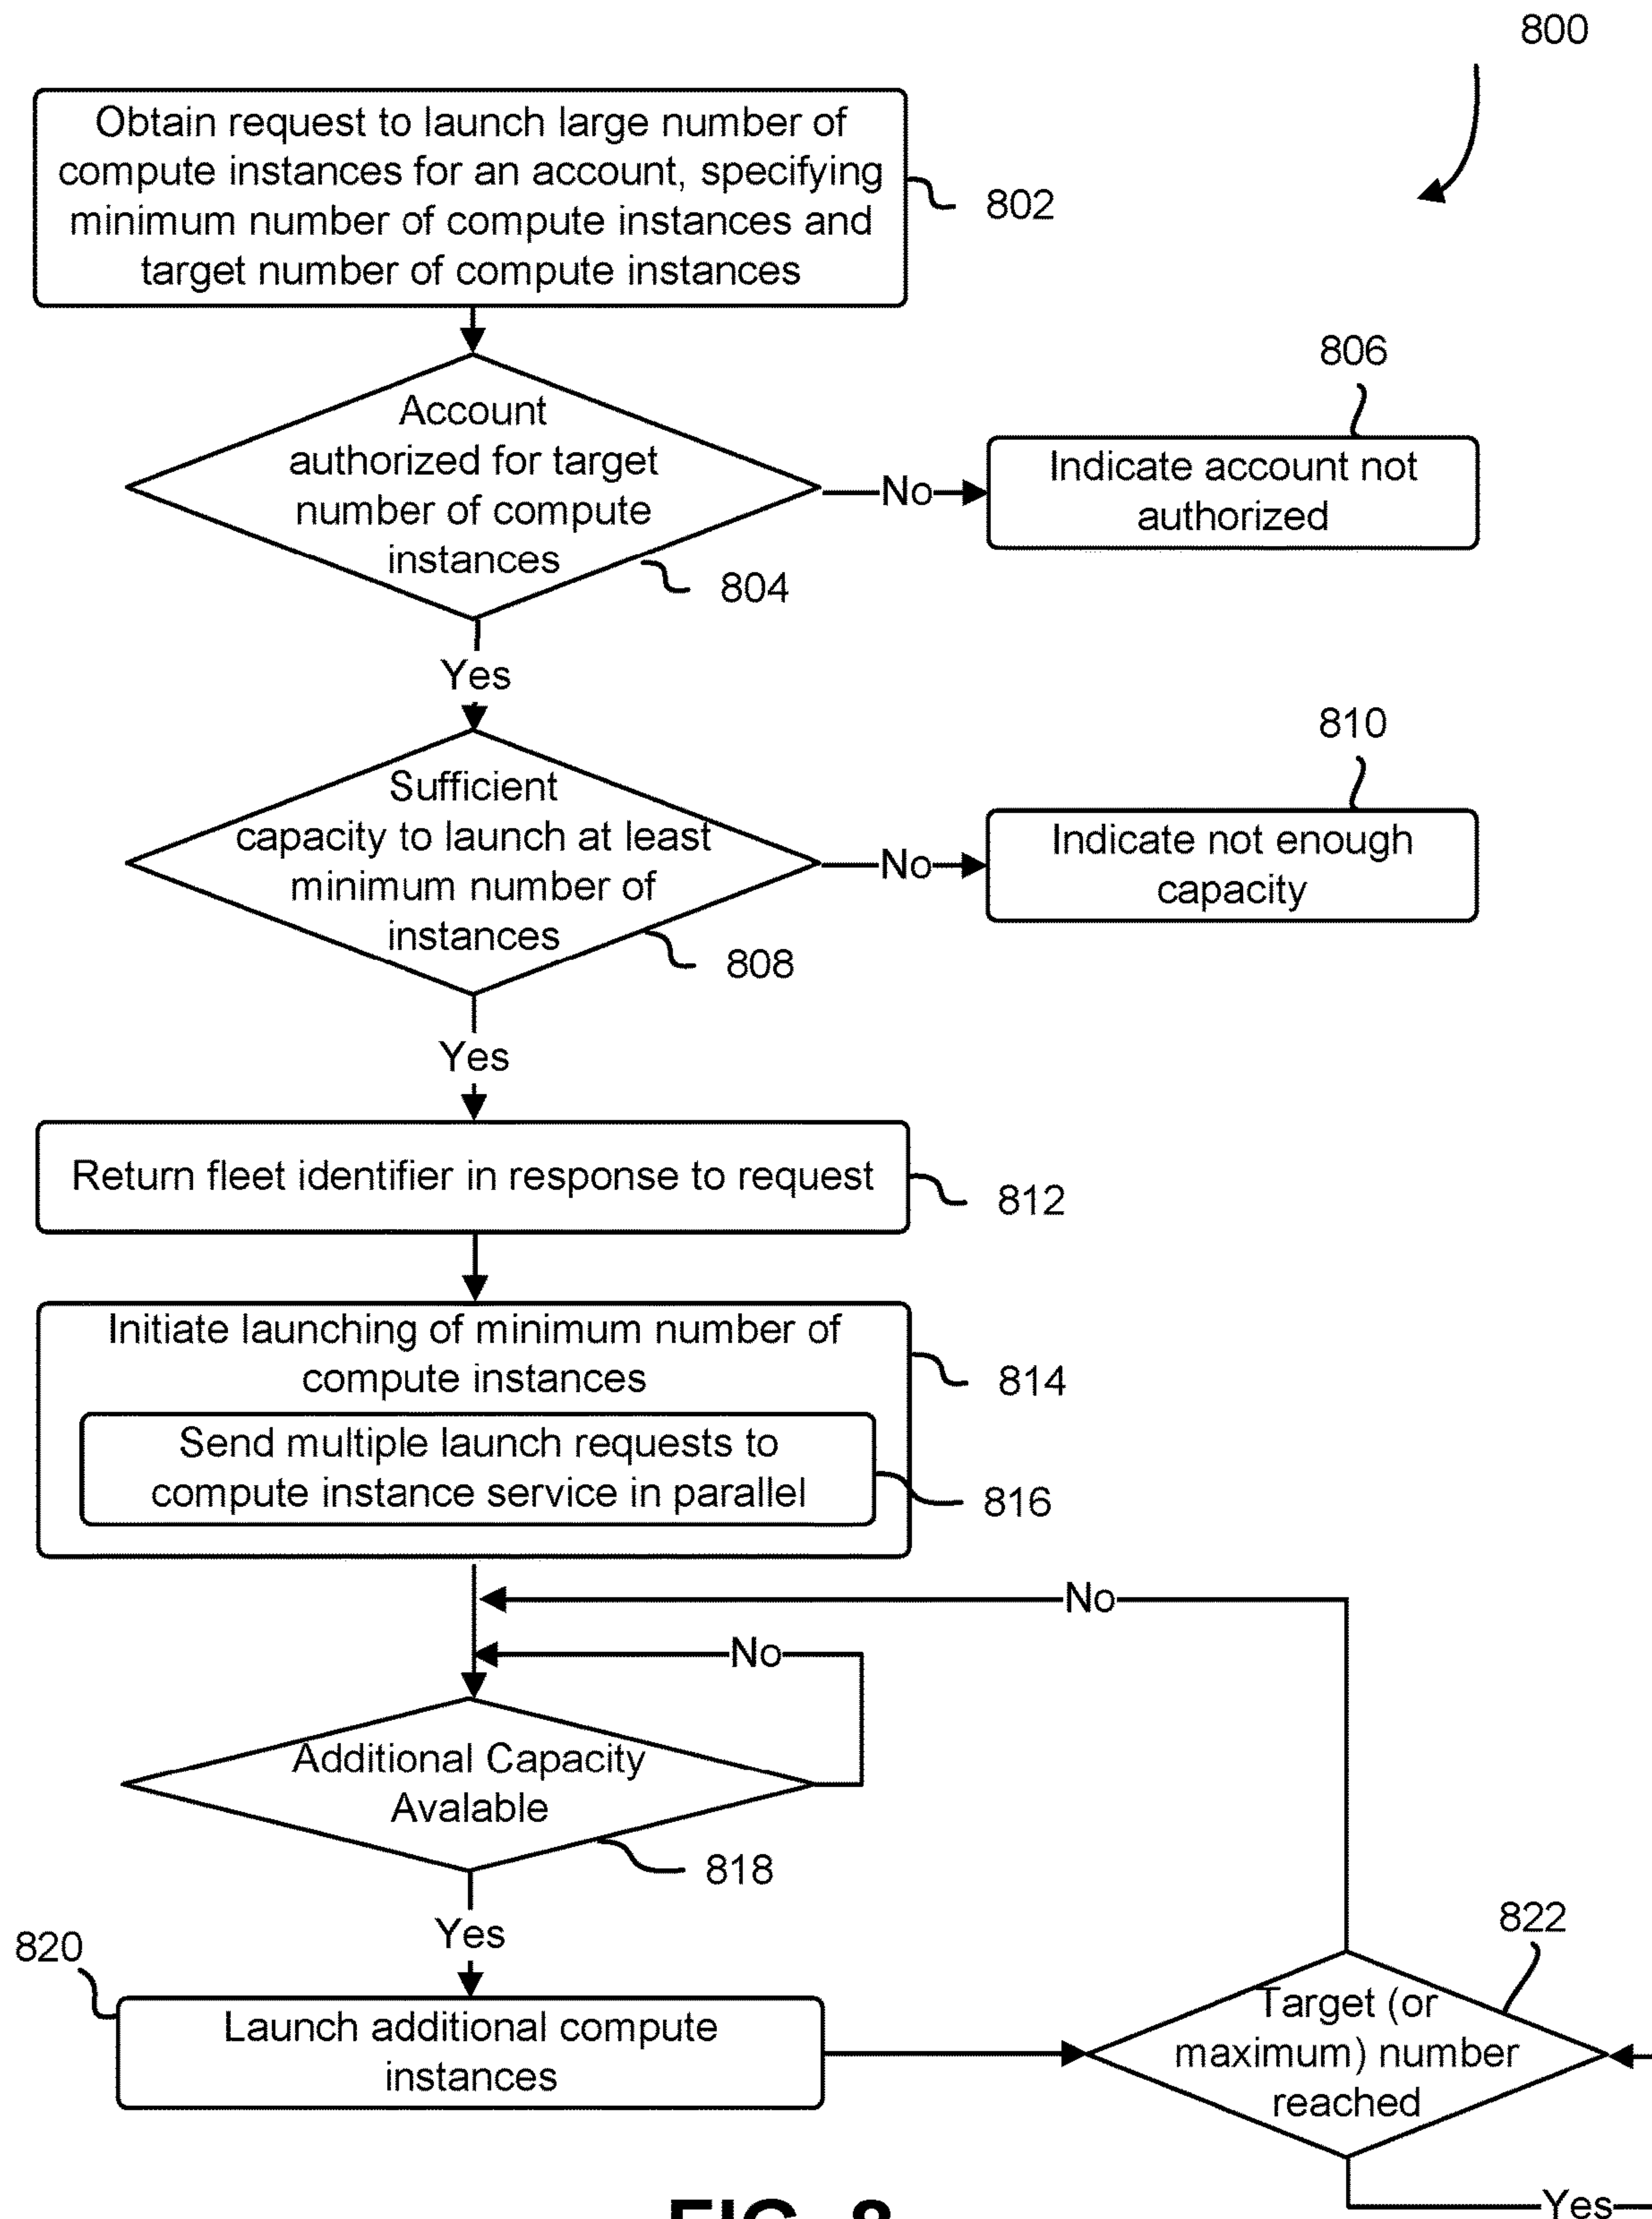 800
Obtain request to launch large number of
compute instances for an account, specifying
minimum number of compute instances and
target number of compute instances
802
Account
authorized for target
number of compute
instances
804
No
806
Indicate account not
authorized
Yes
Sufficient
capacity to launch at least
minimum number of
instances
808
No
810
Indicate not enough
capacity
Yes
Return fleet identifier in response to request
812
Initiate launching of minimum number of
compute instances
814
Send multiple launch requests to
compute instance service in parallel
816
No
No
Additional Capacity
Avalable
818
Yes
820
Launch additional compute
instances
822
Target (or
maximum) number
reached
Yes
FIG. 8